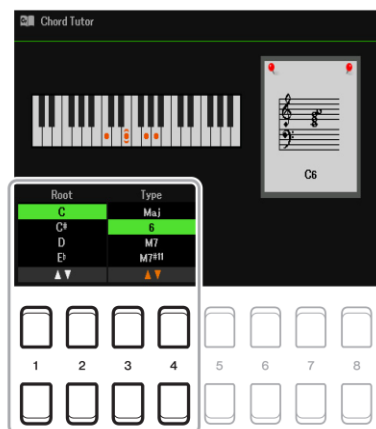 Chord Tutor
C6
Root Type
C Maj
C# 6
D M7
E♭ M7#11
1 2 3 4 5 6 7 8